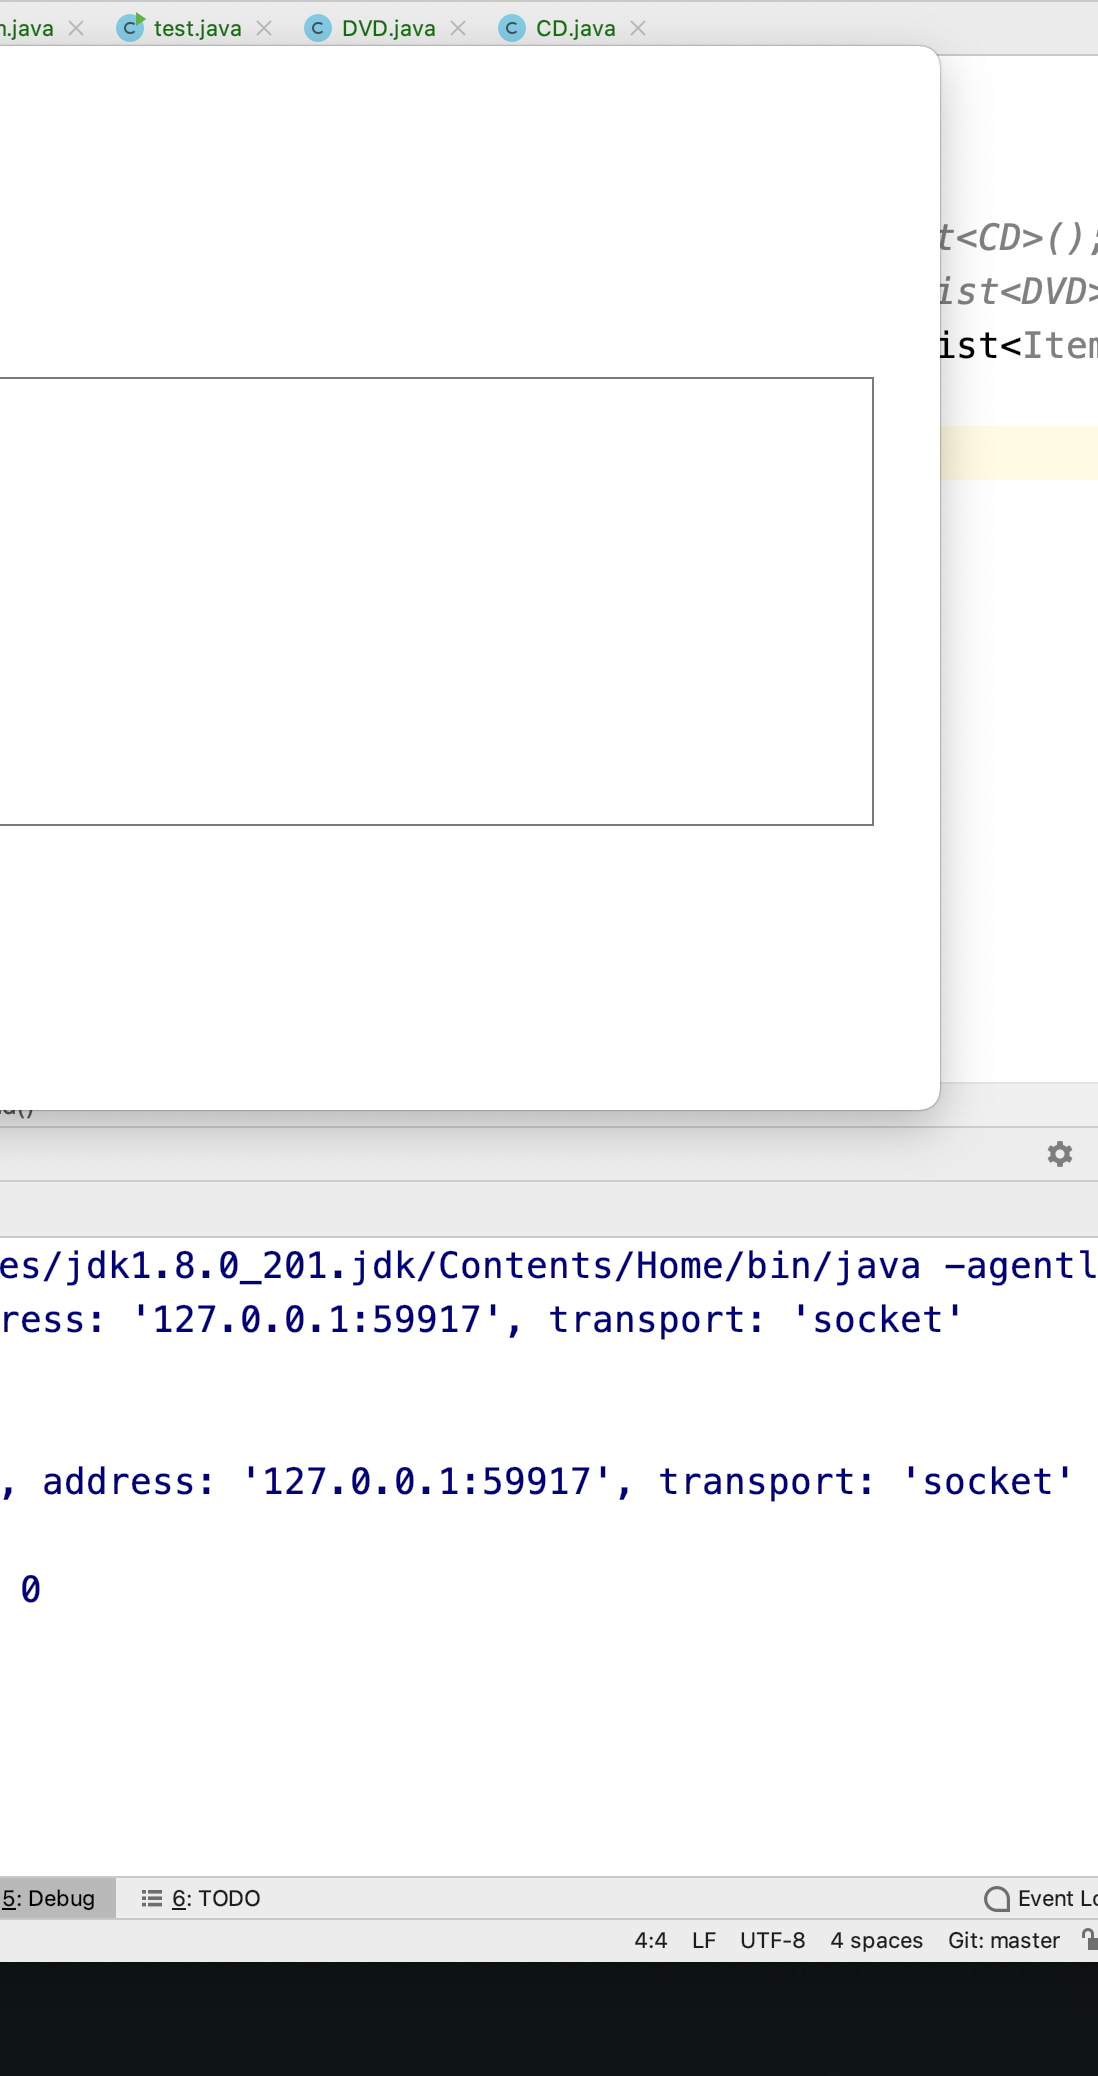 .java test.java DVD.java CD.java
t<CD>();
ist<DVD>
ist<Item
es/jdk1.8.0_201.jdk/Contents/Home/bin/java -agentl
ress: '127.0.0.1:59917', transport: 'socket'
, address: '127.0.0.1:59917', transport: 'socket'
0
5: Debug 6: TODO Event Lo
4:4 LF UTF-8 4 spaces Git: master